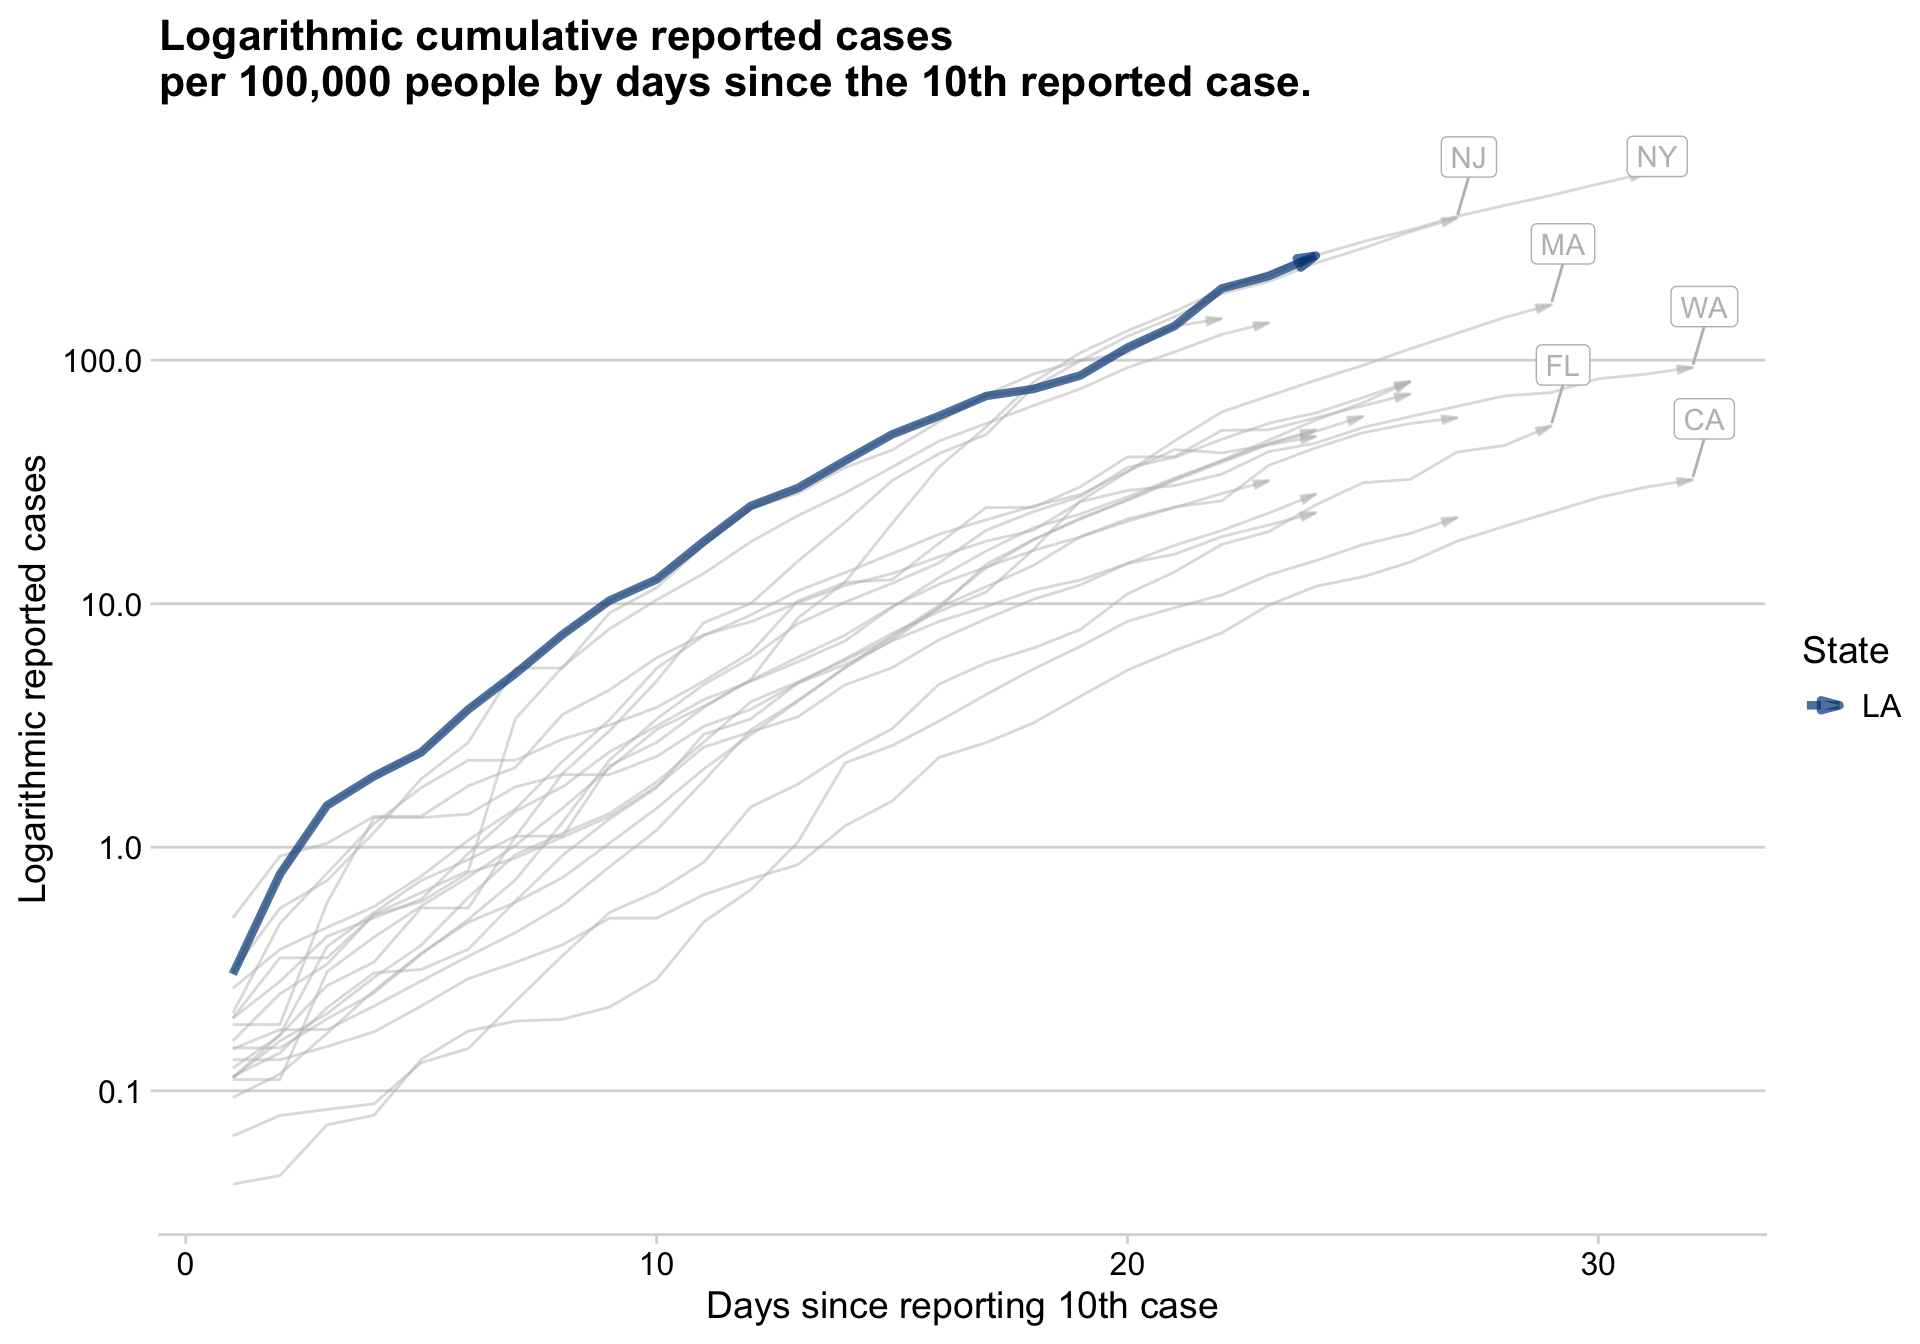 Logarithmic cumulative reported cases
per 100,000 people by days since the 10th reported case.
NJ
NY
MA
WA
FL
CA
100.0
10.0
1.0
0.1
Logarithmic reported cases
0
10
20
30
Days since reporting 10th case
State
LA